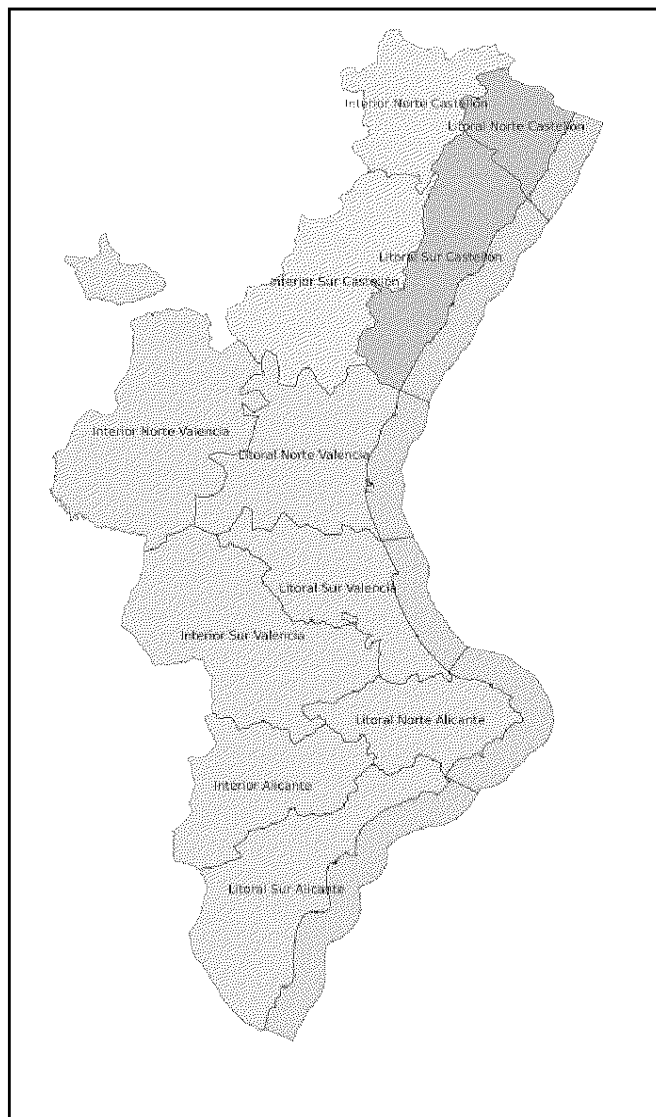 Interior Norte Castellón
Litoral Norte Castellón
Litoral Sur Castellón
Interior Sur Castellón
Interior Norte Valencia
Litoral Norte Valencia
Litoral Sur Valencia
Interior Sur Valencia
Litoral Norte Alicante
Interior Alicante
Litoral Sur Alicante